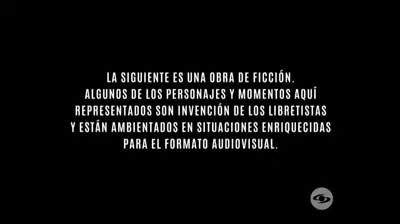 LA SIGUIENTE ES UNA OBRA DE FICCIÓN.
ALGUNOS DE LOS PERSONAJES Y MOMENTOS AQUÍ
REPRESENTADOS SON INVENCIÓN DE LOS LIBRETISTAS
Y ESTÁN AMBIENTADOS EN SITUACIONES ENRIQUECIDAS
PARA EL FORMATO AUDIOVISUAL.